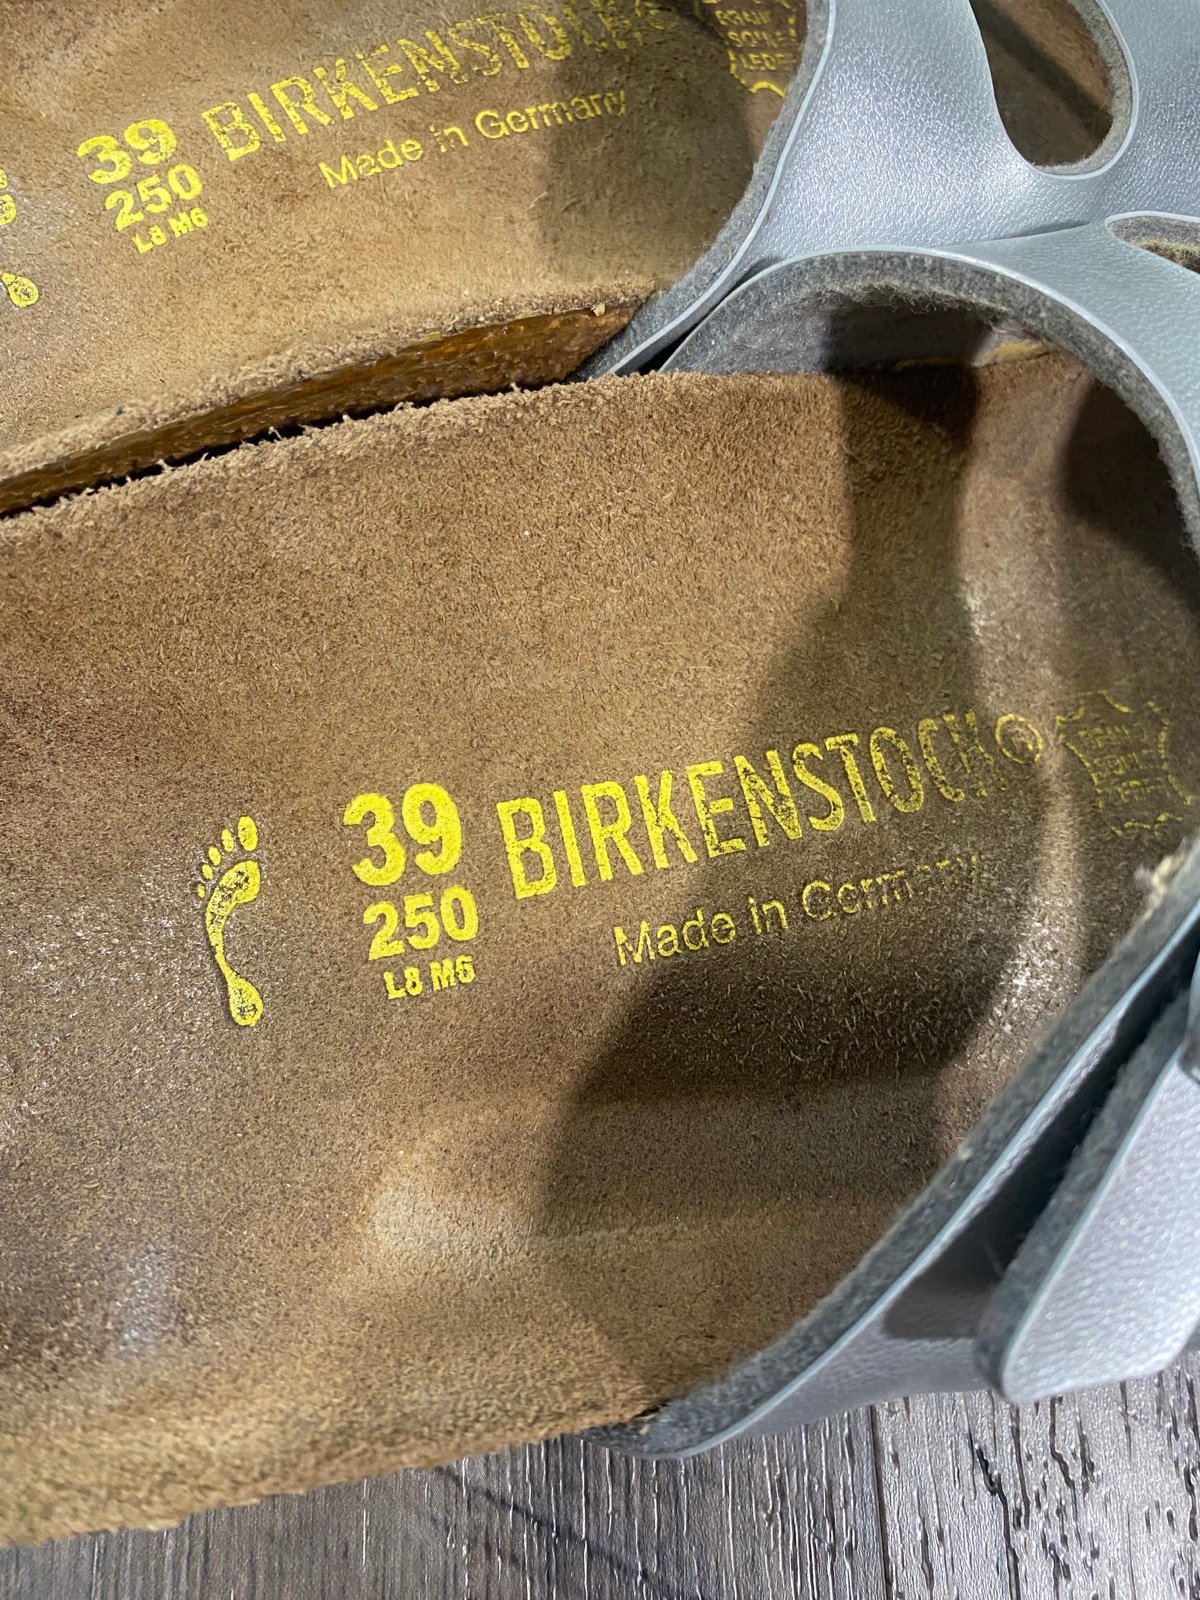 39 BIRKENSTOCK
250 Made in Germany
L8 M6
39 BIRKENSTOCK®
250 Made in Germany
L8 M6